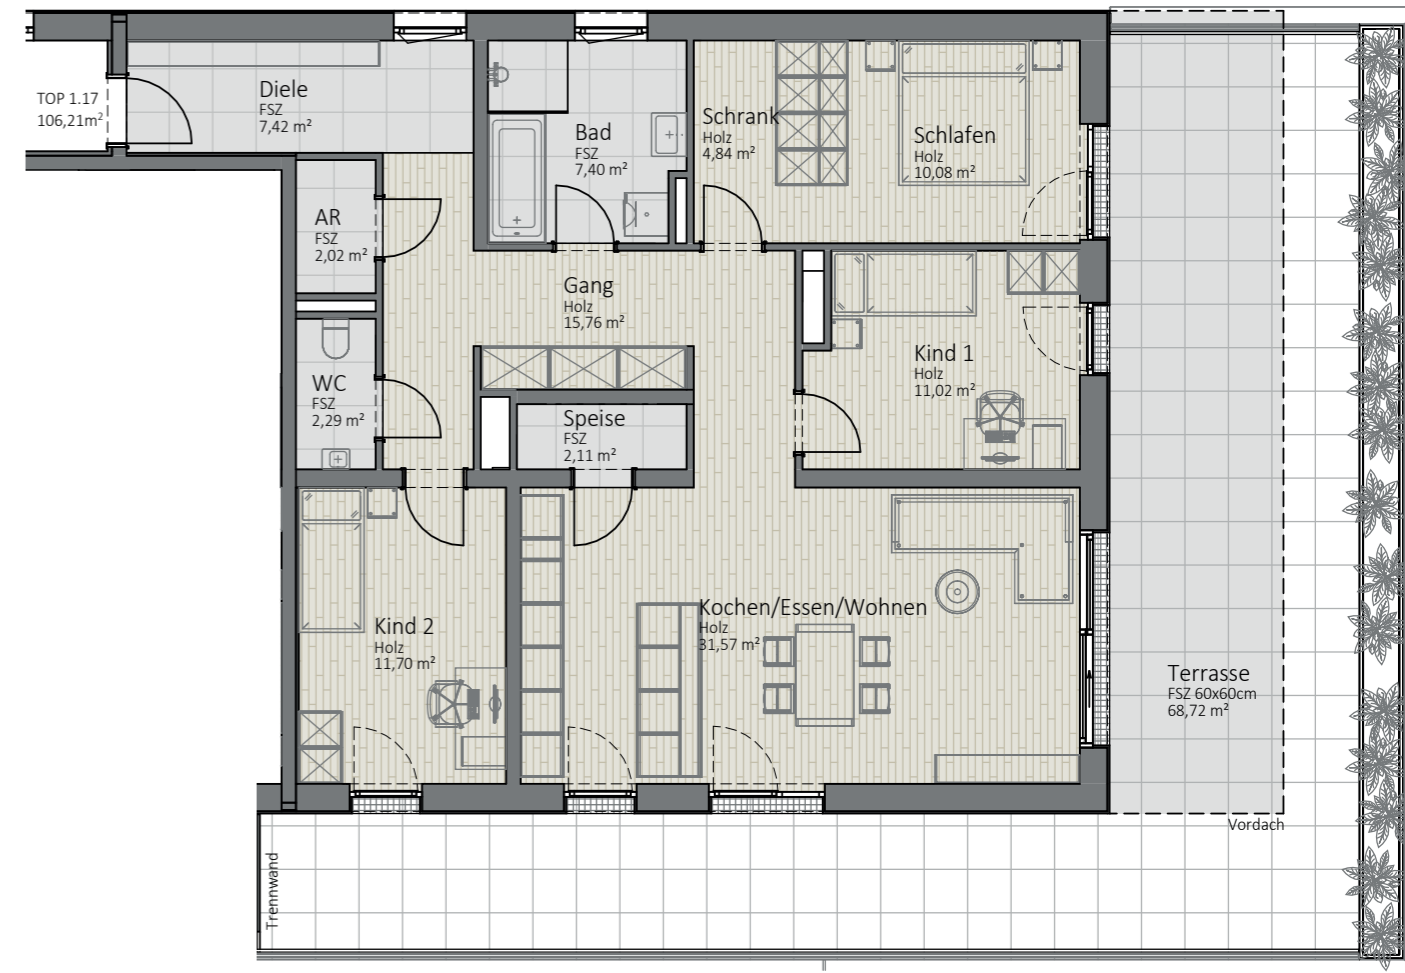 TOP 1.17
106,21m²
Diele
FSZ
7,42 m²
Bad
FSZ
7,40 m²
Schrank
Holz
4,84 m²
Schlafen
Holz
10,08 m²
AR
FSZ
2,02 m²
Gang
Holz
15,76 m²
Kind 1
Holz
11,02 m²
WC
FSZ
2,29 m²
Speise
FSZ
2,11 m²
Kind 2
Holz
11,70 m²
Kochen/Essen/Wohnen
Holz
31,57 m²
Terrasse
FSZ 60x60cm
68,72 m²
Vordach
Trennwand